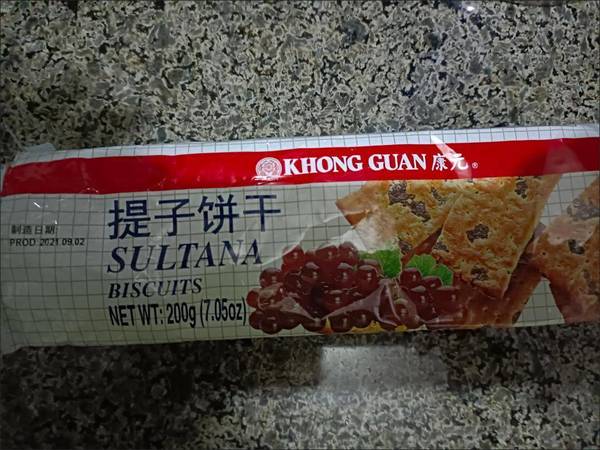 KHONG GUAN 康元®
提子饼干
SULTANA
BISCUITS
NET WT: 200g (7.05oz)
制造日期:
PROD 2021.09.02